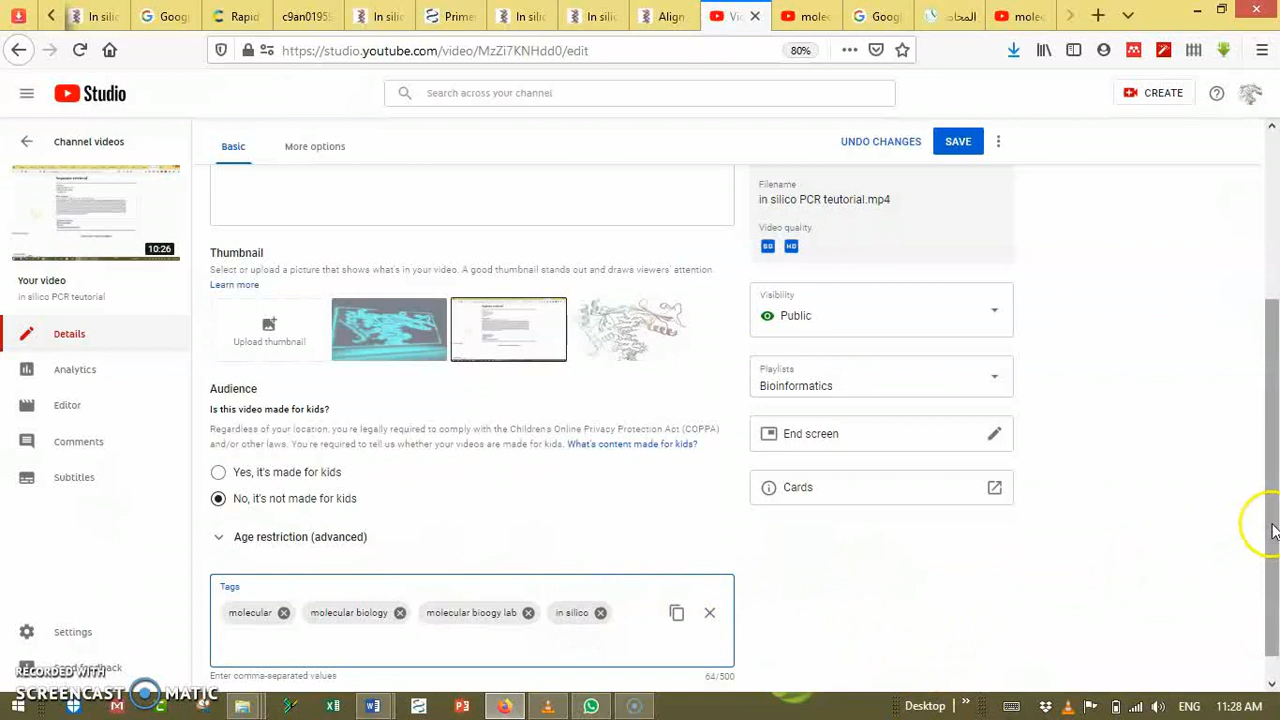 In silic
Googl
Rapid
c9an0195
In silic
Primer
In silic
In silic
Align
Vi
molec
Googl
المحاد
molec
https://studio.youtube.com/video/MzZi7KNHdd0/edit
80%
Studio
Search across your channel
CREATE
Channel videos
Basic
More options
UNDO CHANGES
SAVE
10:26
Your video
in silico PCR teutorial
Details
Analytics
Editor
Comments
Subtitles
Settings
Send feedback
Filename
in silico PCR teutorial.mp4
Video quality
SD HD
Thumbnail
Select or upload a picture that shows what's in your video. A good thumbnail stands out and draws viewers' attention.
Learn more
Upload thumbnail
Visibility
Public
Playlists
Bioinformatics
End screen
Cards
Audience
Is this video made for kids?
Regardless of your location, you're legally required to comply with the Children's Online Privacy Protection Act (COPPA)
and/or other laws. You're required to tell us whether your videos are made for kids. What's content made for kids?
Yes, it's made for kids
No, it's not made for kids
Age restriction (advanced)
Tags
molecular
molecular biology
molecular bioogy lab
in silico
Enter comma-separated values
64/500
RECORDED WITH
SCREENCAST MATIC
Desktop
ENG
11:28 AM